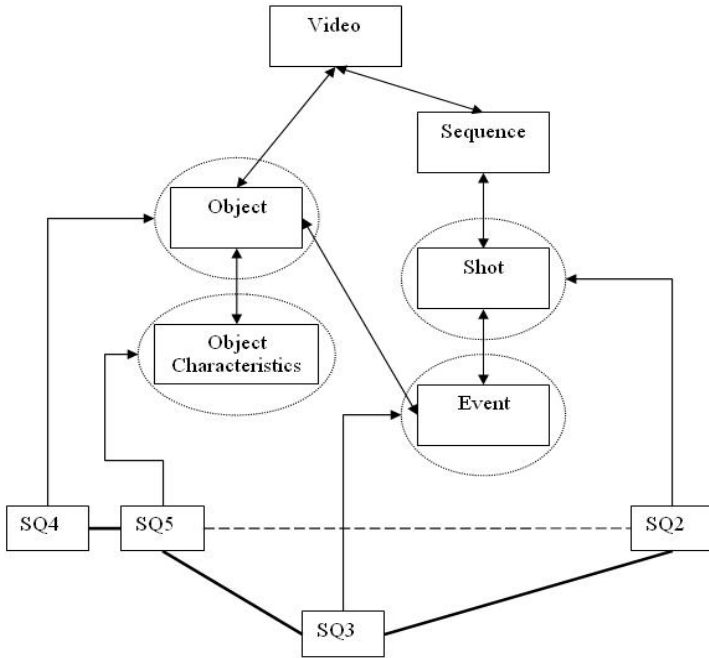 Video
Sequence
Object
Shot
Object
Characteristics
Event
SQ4
SQ5
SQ2
SQ3